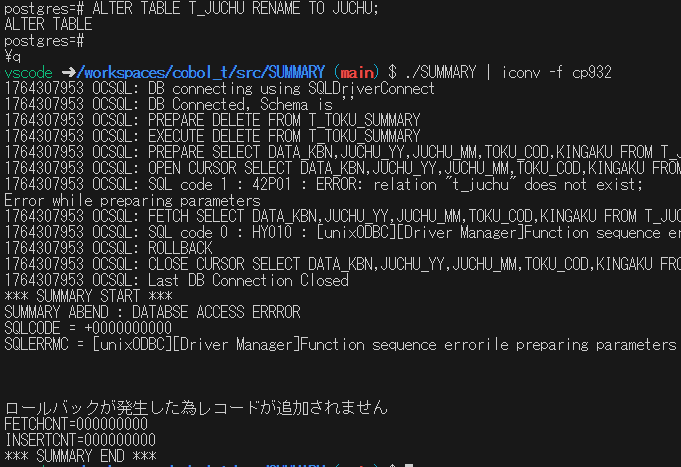 postgres=# ALTER TABLE T_JUCHU RENAME TO JUCHU;
ALTER TABLE
postgres=#
¥q
vscode ➜/workspaces/cobol_t/src/SUMMARY (main) $ ./SUMMARY | iconv -f cp932
1764307953 OCSQL: DB connecting using SQLDriverConnect
1764307953 OCSQL: DB Connected, Schema is ''
1764307953 OCSQL: PREPARE DELETE FROM T_TOKU_SUMMARY
1764307953 OCSQL: EXECUTE DELETE FROM T_TOKU_SUMMARY
1764307953 OCSQL: PREPARE SELECT DATA_KBN,JUCHU_YY,JUCHU_MM,TOKU_COD,KINGAKU FROM T_J
1764307953 OCSQL: OPEN CURSOR SELECT DATA_KBN,JUCHU_YY,JUCHU_MM,TOKU_COD,KINGAKU FROM
1764307953 OCSQL: SQL code 1 : 42P01 : ERROR: relation "t_juchu" does not exist;
Error while preparing parameters
1764307953 OCSQL: FETCH SELECT DATA_KBN,JUCHU_YY,JUCHU_MM,TOKU_COD,KINGAKU FROM T_JUC
1764307953 OCSQL: SQL code 0 : HY010 : [unixODBC][Driver Manager]Function sequence er
1764307953 OCSQL: ROLLBACK
1764307953 OCSQL: CLOSE CURSOR SELECT DATA_KBN,JUCHU_YY,JUCHU_MM,TOKU_COD,KINGAKU FRO
1764307953 OCSQL: Last DB Connection Closed
*** SUMMARY START ***
SUMMARY ABEND : DATABSE ACCESS ERRROR
SQLCODE = +0000000000
SQLERRMC = [unixODBC][Driver Manager]Function sequence errorile preparing parameters
ロールバックが発生した為レコードが追加されません
FETCHCNT=000000000
INSERTCNT=000000000
*** SUMMARY END ***